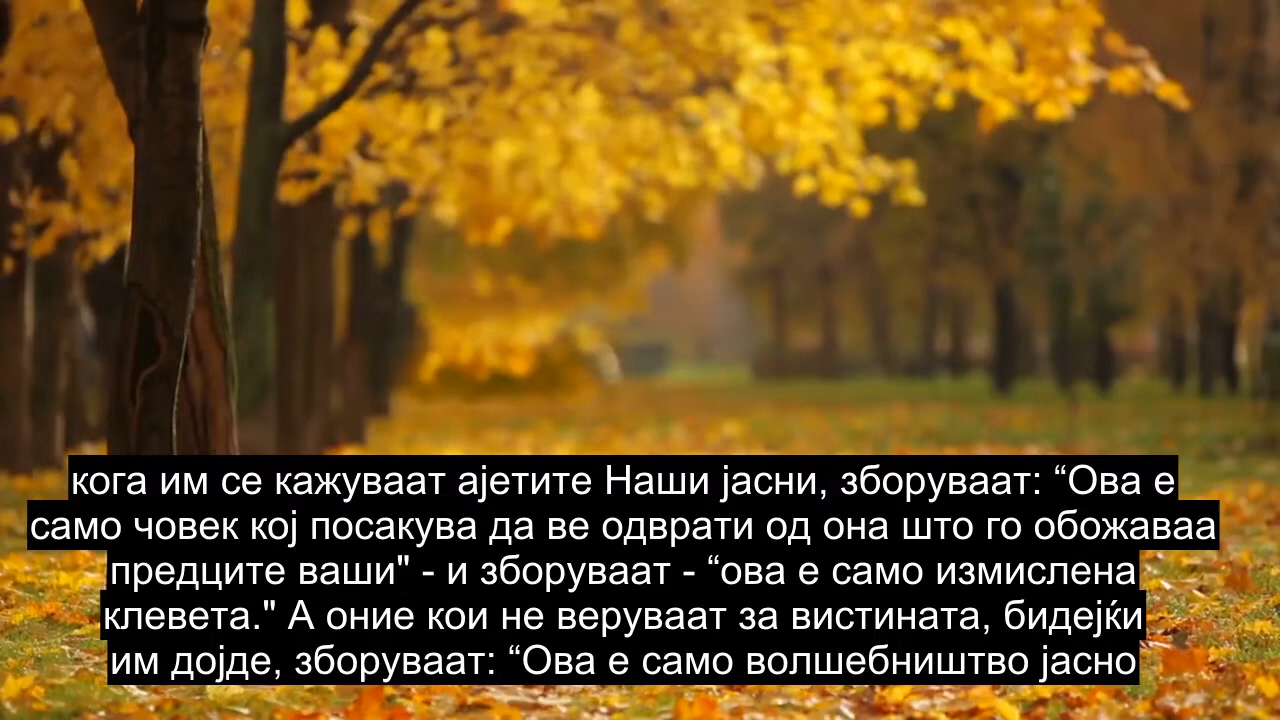 кога им се кажуваат ајетите Наши јасни, зборуваат: “Ова е
само човек кој посакува да ве одврати од она што го обожаваа
предците ваши" - и зборуваат - “ова е само измислена
клевета." А оние кои не веруваат за вистината, бидејќи
им дојде, зборуваат: “Ова е само волшебништво јасно